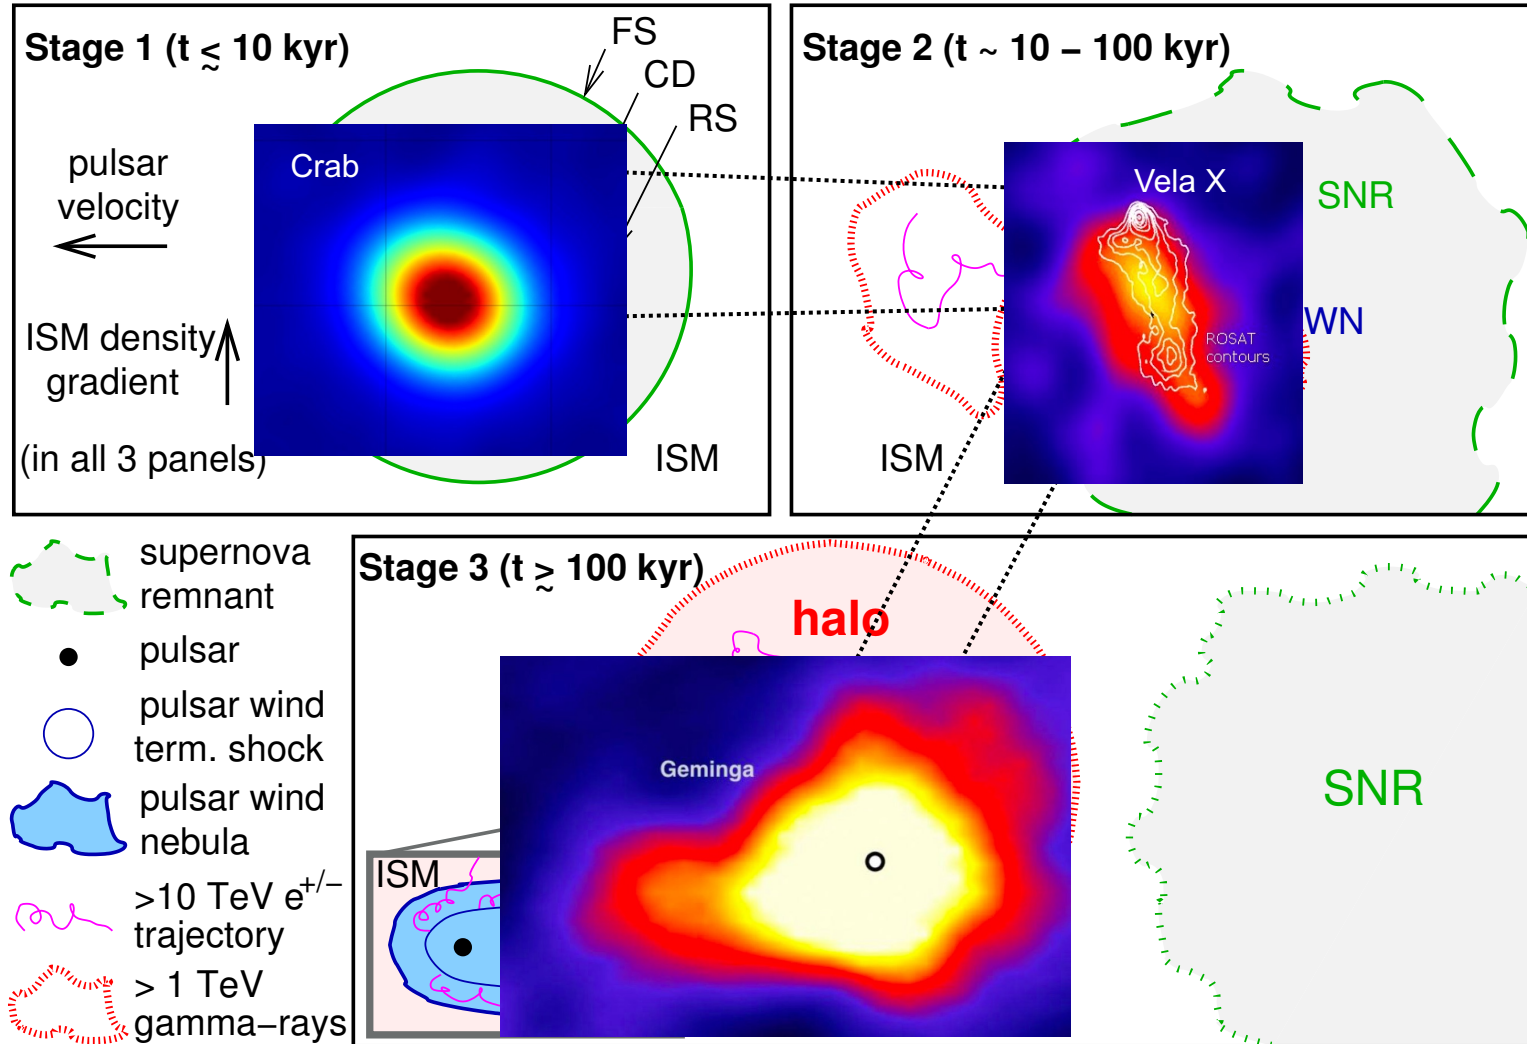 Stage 1 (t ≲ 10 kyr)
FS
CD
RS
Crab
pulsar
velocity
ISM density
gradient
(in all 3 panels)
ISM
Stage 2 (t ~ 10 – 100 kyr)
Vela X
SNR
WN
ROSAT
contours
ISM
supernova
remnant
pulsar
pulsar wind
term. shock
pulsar wind
nebula
>10 TeV e+/−
trajectory
> 1 TeV
gamma−rays
Stage 3 (t ≳ 100 kyr)
halo
Geminga
ISM
SNR